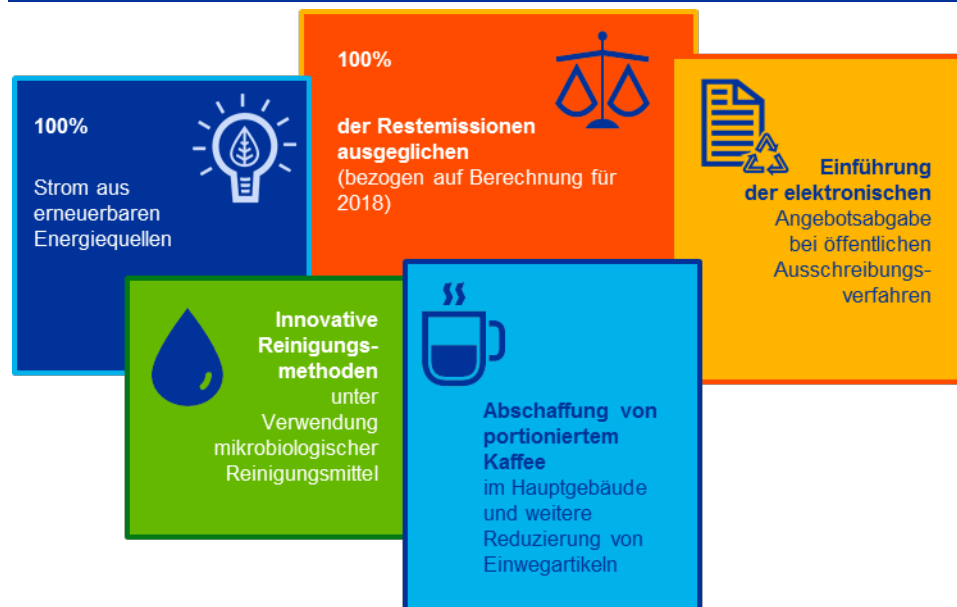 100%
Strom aus
erneuerbaren
Energiequellen
100%
der Restemissionen
ausgeglichen
(bezogen auf Berechnung für
2018)
Einführung
der elektronischen
Angebotsabgabe
bei öffentlichen
Ausschreibungs-
verfahren
Innovative
Reinigungs-
methoden
unter
Verwendung
mikrobiologischer
Reinigungsmittel
Abschaffung von
portioniertem
Kaffee
im Hauptgebäude
und weitere
Reduzierung von
Einwegartikeln